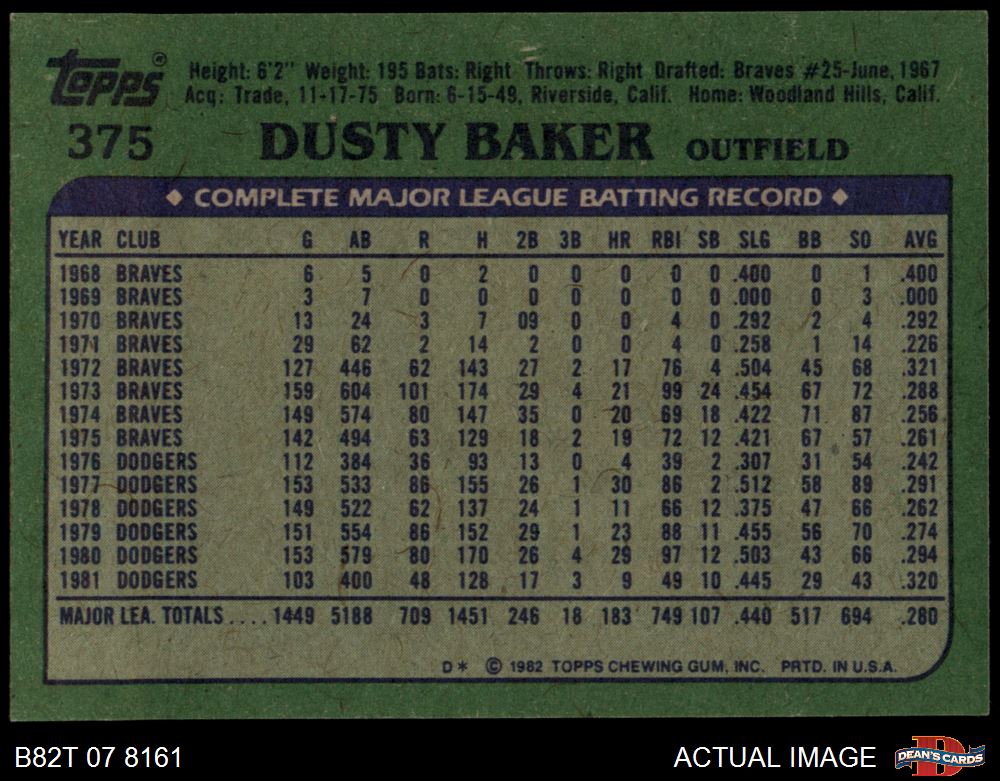 Topps®
Height: 6'2" Weight: 195 Bats: Right Throws: Right Drafted: Braves #25-June, 1967
Acq: Trade, 11-17-75 Born: 6-15-49, Riverside, Calif. Home: Woodland Hills, Calif.
375 DUSTY BAKER OUTFIELD
◆ COMPLETE MAJOR LEAGUE BATTING RECORD ◆
YEAR CLUB G AB R H 2B 3B HR RBI SB SLG BB SO AVG
1968 BRAVES 6 5 0 2 0 0 0 0 0 .400 0 1 .400
1969 BRAVES 3 7 0 0 0 0 0 0 0 .000 0 3 .000
1970 BRAVES 13 24 3 7 09 0 0 4 0 .292 2 4 .292
1971 BRAVES 29 62 2 14 2 0 0 4 0 .258 1 14 .226
1972 BRAVES 127 446 62 143 27 2 17 76 4 .504 45 68 .321
1973 BRAVES 159 604 101 174 29 4 21 99 24 .454 67 72 .288
1974 BRAVES 149 574 80 147 35 0 20 69 18 .422 71 87 .256
1975 BRAVES 142 494 63 129 18 2 19 72 12 .421 67 57 .261
1976 DODGERS 112 384 36 93 13 0 4 39 2 .307 31 54 .242
1977 DODGERS 153 533 86 155 26 1 30 86 2 .512 58 89 .291
1978 DODGERS 149 522 62 137 24 1 11 66 12 .375 47 66 .262
1979 DODGERS 151 554 86 152 29 1 23 88 11 .455 56 70 .274
1980 DODGERS 153 579 80 170 26 4 29 97 12 .503 43 66 .294
1981 DODGERS 103 400 48 128 17 3 9 49 10 .445 29 43 .320
MAJOR LEA. TOTALS .... 1449 5188 709 1451 246 18 183 749 107 .440 517 694 .280
D* © 1982 TOPPS CHEWING GUM, INC. PRTD. IN U.S.A.
B82T 07 8161 ACTUAL IMAGE D DEAN'S CARDS